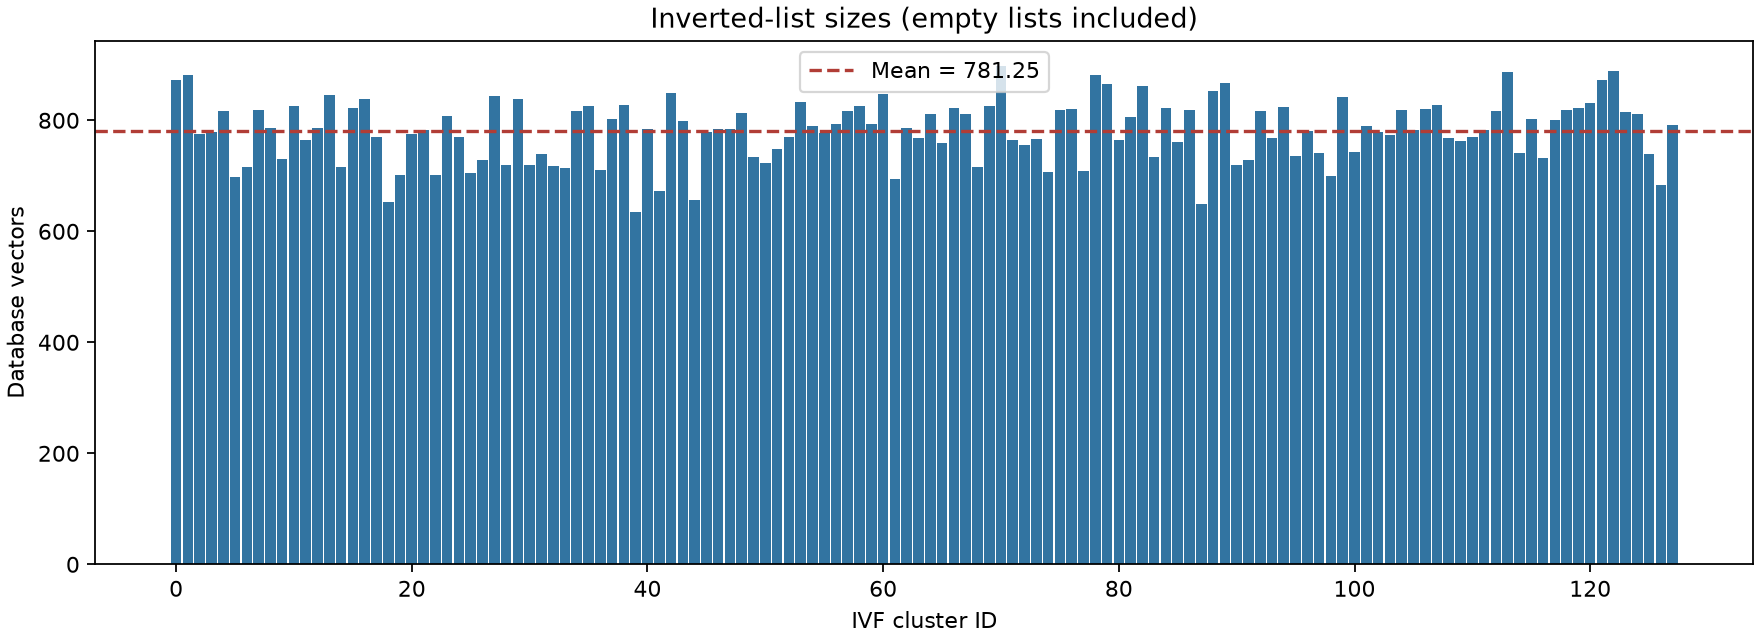 Inverted-list sizes (empty lists included)
Mean = 781.25
Database vectors
800
600
400
200
0
0 20 40 60 80 100 120
IVF cluster ID